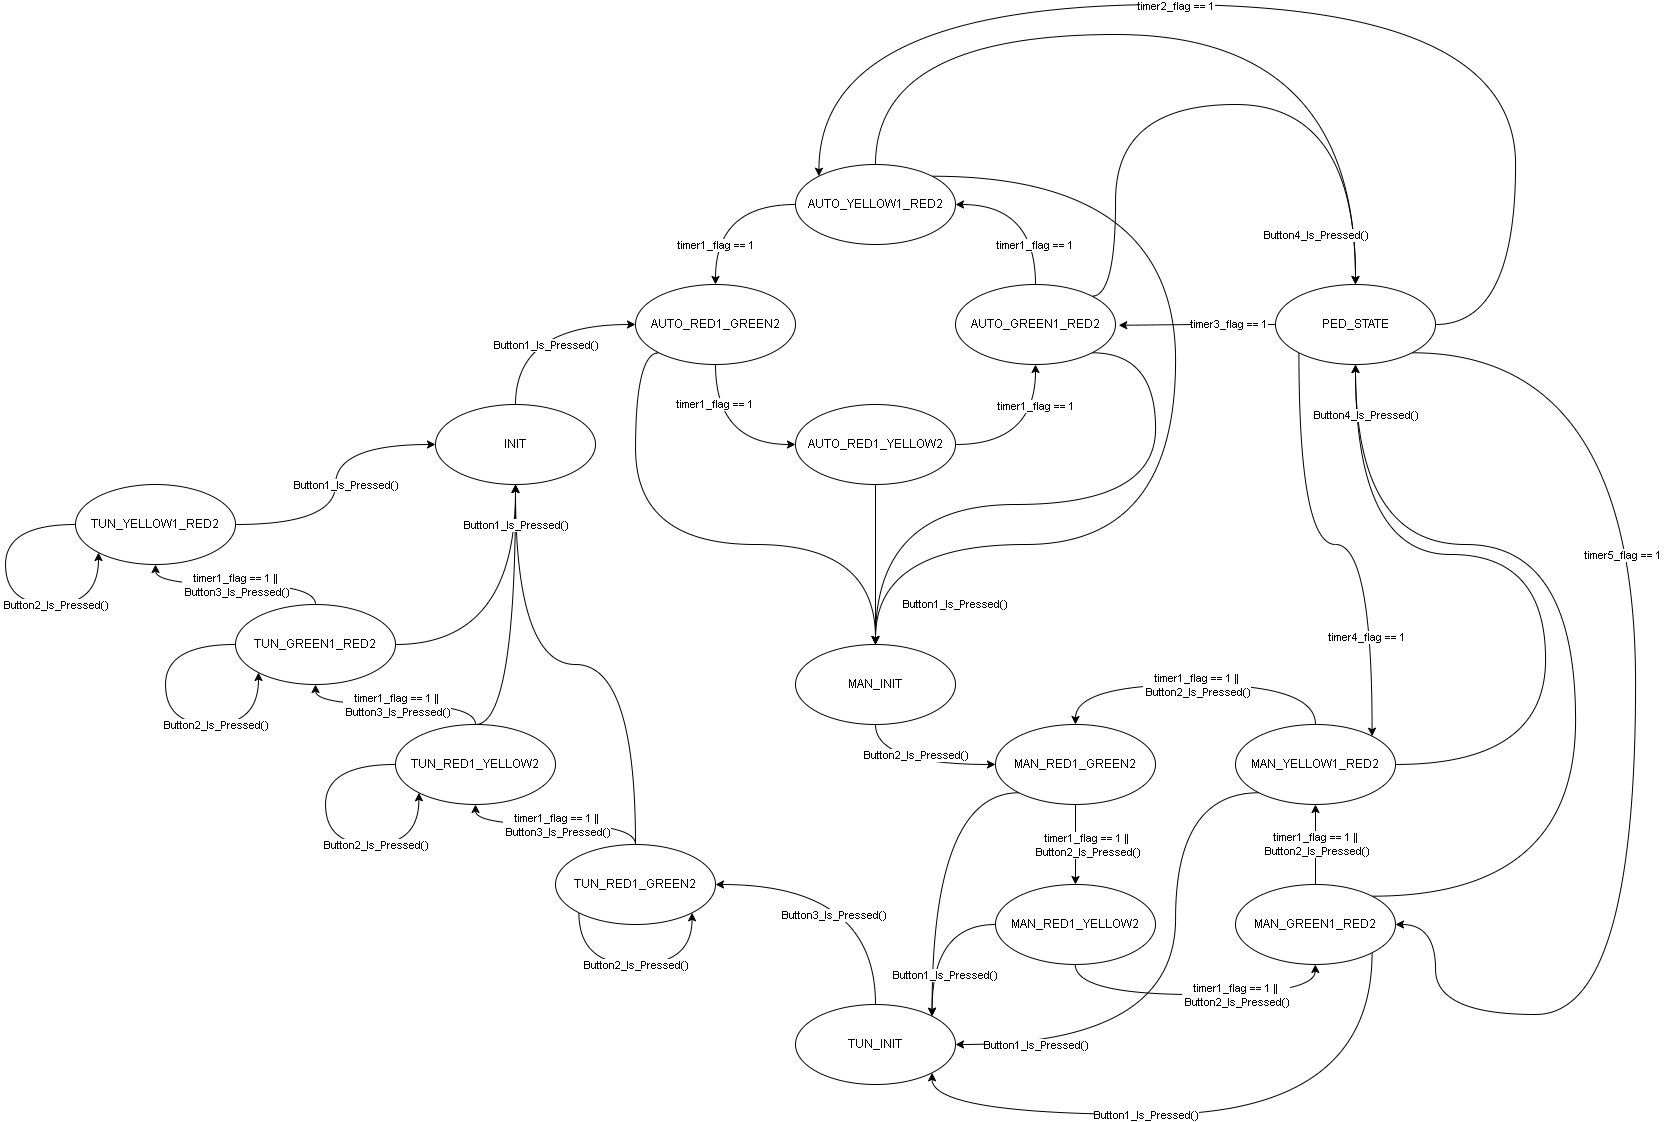 timer2_flag == 1
AUTO_YELLOW1_RED2
Button4_Is_Pressed()
timer1_flag == 1
timer1_flag == 1
AUTO_RED1_GREEN2
AUTO_GREEN1_RED2
timer3_flag == 1
PED_STATE
Button1_Is_Pressed()
timer1_flag == 1
timer1_flag == 1
Button4_Is_Pressed()
INIT
AUTO_RED1_YELLOW2
Button1_Is_Pressed()
TUN_YELLOW1_RED2
Button1_Is_Pressed()
timer5_flag == 1
timer1_flag == 1 ||
Button3_Is_Pressed()
Button2_Is_Pressed()
Button1_Is_Pressed()
TUN_GREEN1_RED2
timer4_flag == 1
MAN_INIT
timer1_flag == 1 ||
Button2_Is_Pressed()
timer1_flag == 1 ||
Button3_Is_Pressed()
Button2_Is_Pressed()
Button2_Is_Pressed()
TUN_RED1_YELLOW2
MAN_RED1_GREEN2
MAN_YELLOW1_RED2
timer1_flag == 1 ||
Button3_Is_Pressed()
Button2_Is_Pressed()
timer1_flag == 1 ||
Button2_Is_Pressed()
timer1_flag == 1 ||
Button2_Is_Pressed()
TUN_RED1_GREEN2
Button3_Is_Pressed()
MAN_RED1_YELLOW2
MAN_GREEN1_RED2
Button2_Is_Pressed()
Button1_Is_Pressed()
timer1_flag == 1 ||
Button2_Is_Pressed()
TUN_INIT
Button1_Is_Pressed()
Button1_Is_Pressed()